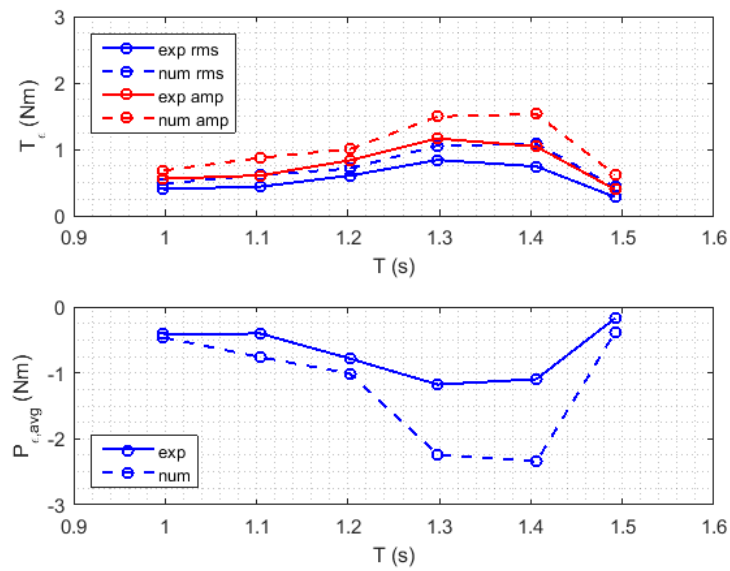 3
2
1
0
T ε (Nm)
exp rms
num rms
exp amp
num amp
0.9 1 1.1 1.2 1.3 1.4 1.5 1.6
T (s)
0
-1
-2
-3
P ε,avg (Nm)
exp
num
0.9 1 1.1 1.2 1.3 1.4 1.5 1.6
T (s)